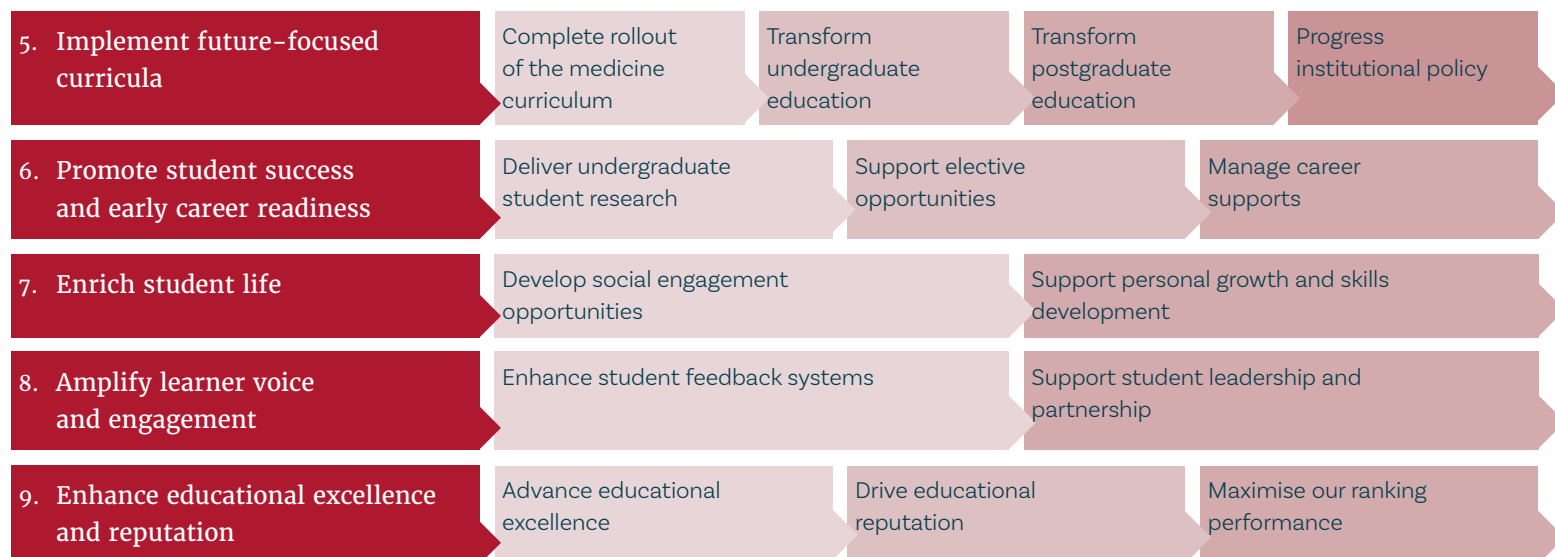 5. Implement future-focused
curricula
Complete rollout
of the medicine
curriculum
Transform
undergraduate
education
Transform
postgraduate
education
Progress
institutional policy
6. Promote student success
and early career readiness
Deliver undergraduate
student research
Support elective
opportunities
Manage career
supports
7. Enrich student life
Develop social engagement
opportunities
Support personal growth and skills
development
8. Amplify learner voice
and engagement
Enhance student feedback systems
Support student leadership and
partnership
9. Enhance educational excellence
and reputation
Advance educational
excellence
Drive educational
reputation
Maximise our ranking
performance